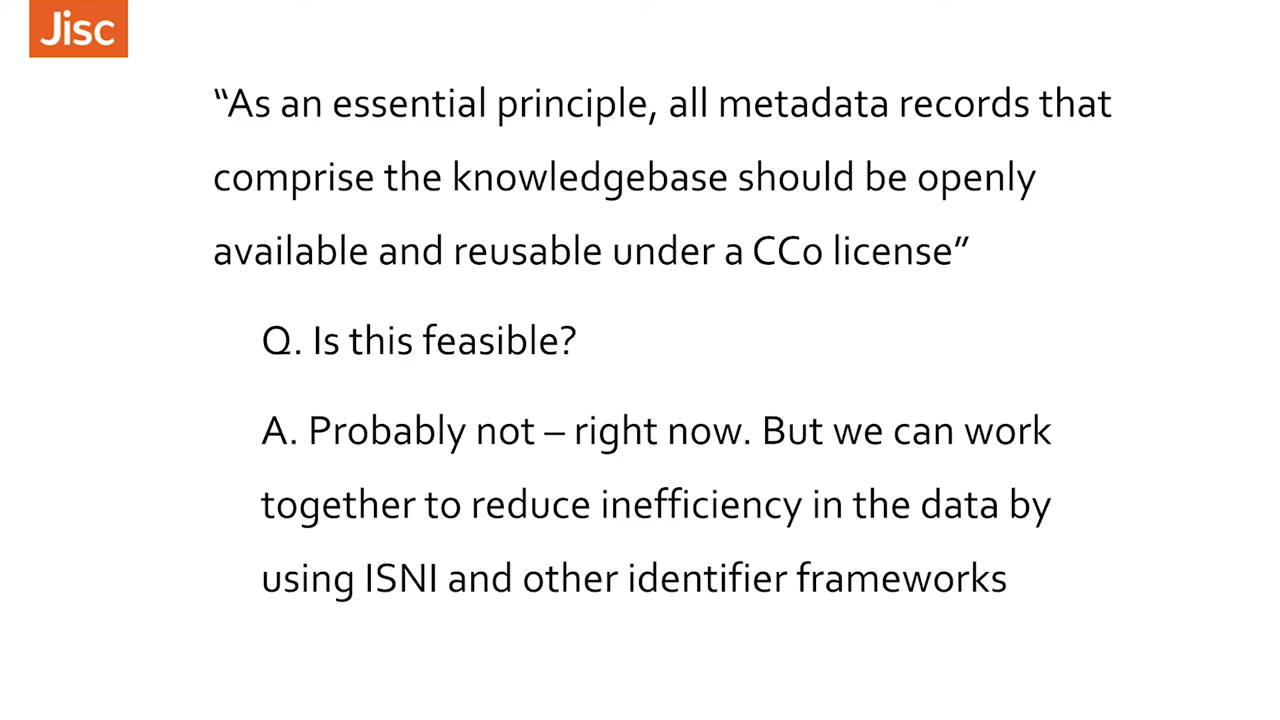 Jisc
“As an essential principle, all metadata records that
comprise the knowledgebase should be openly
available and reusable under a CC0 license”
Q. Is this feasible?
A. Probably not – right now. But we can work
together to reduce inefficiency in the data by
using ISNI and other identifier frameworks